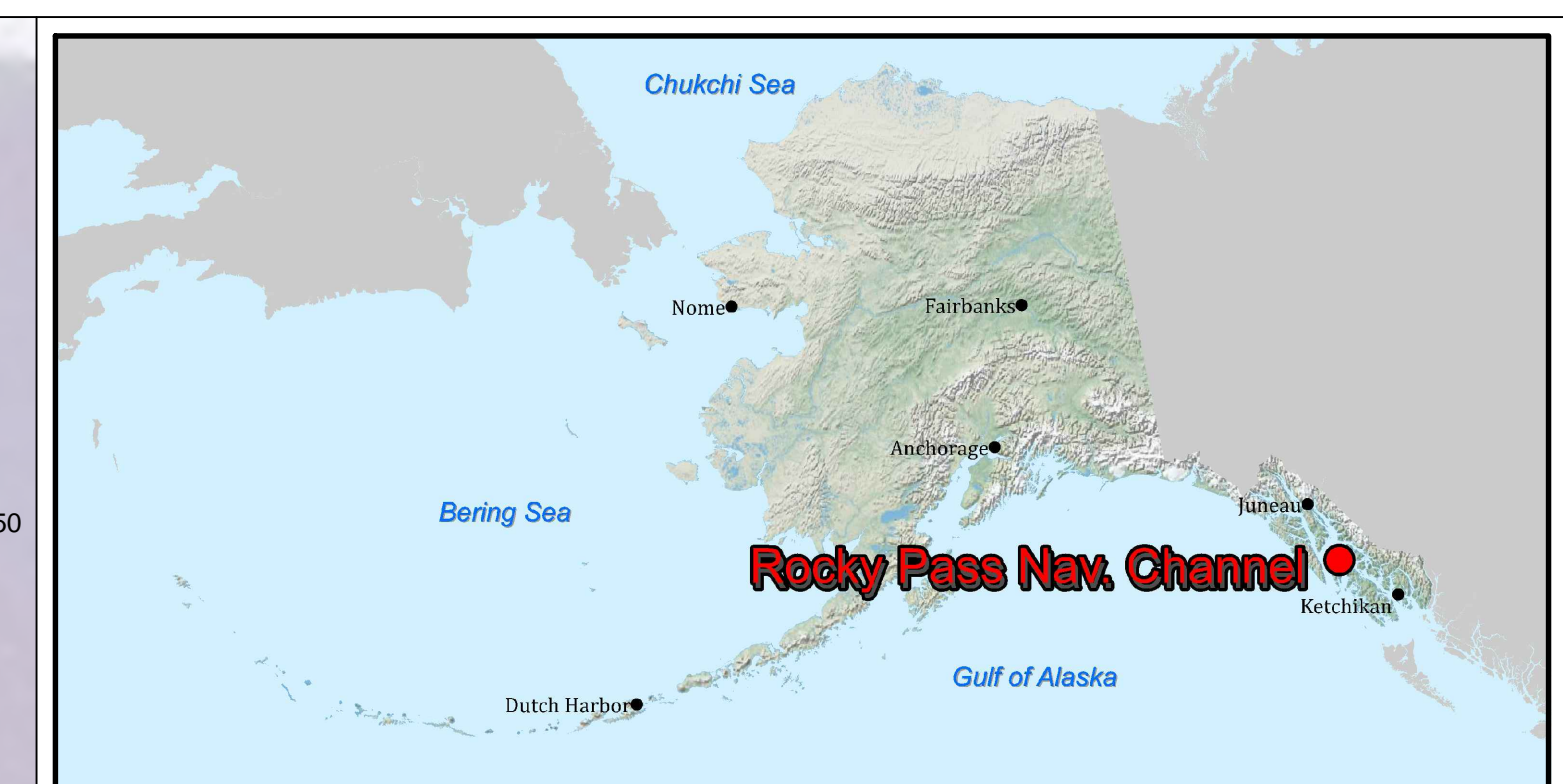 Chukchi Sea
Nome
Fairbanks
Anchorage
Bering Sea
50
Juneau
Rocky Pass Nav. Channel
Ketchikan
Gulf of Alaska
Dutch Harbor